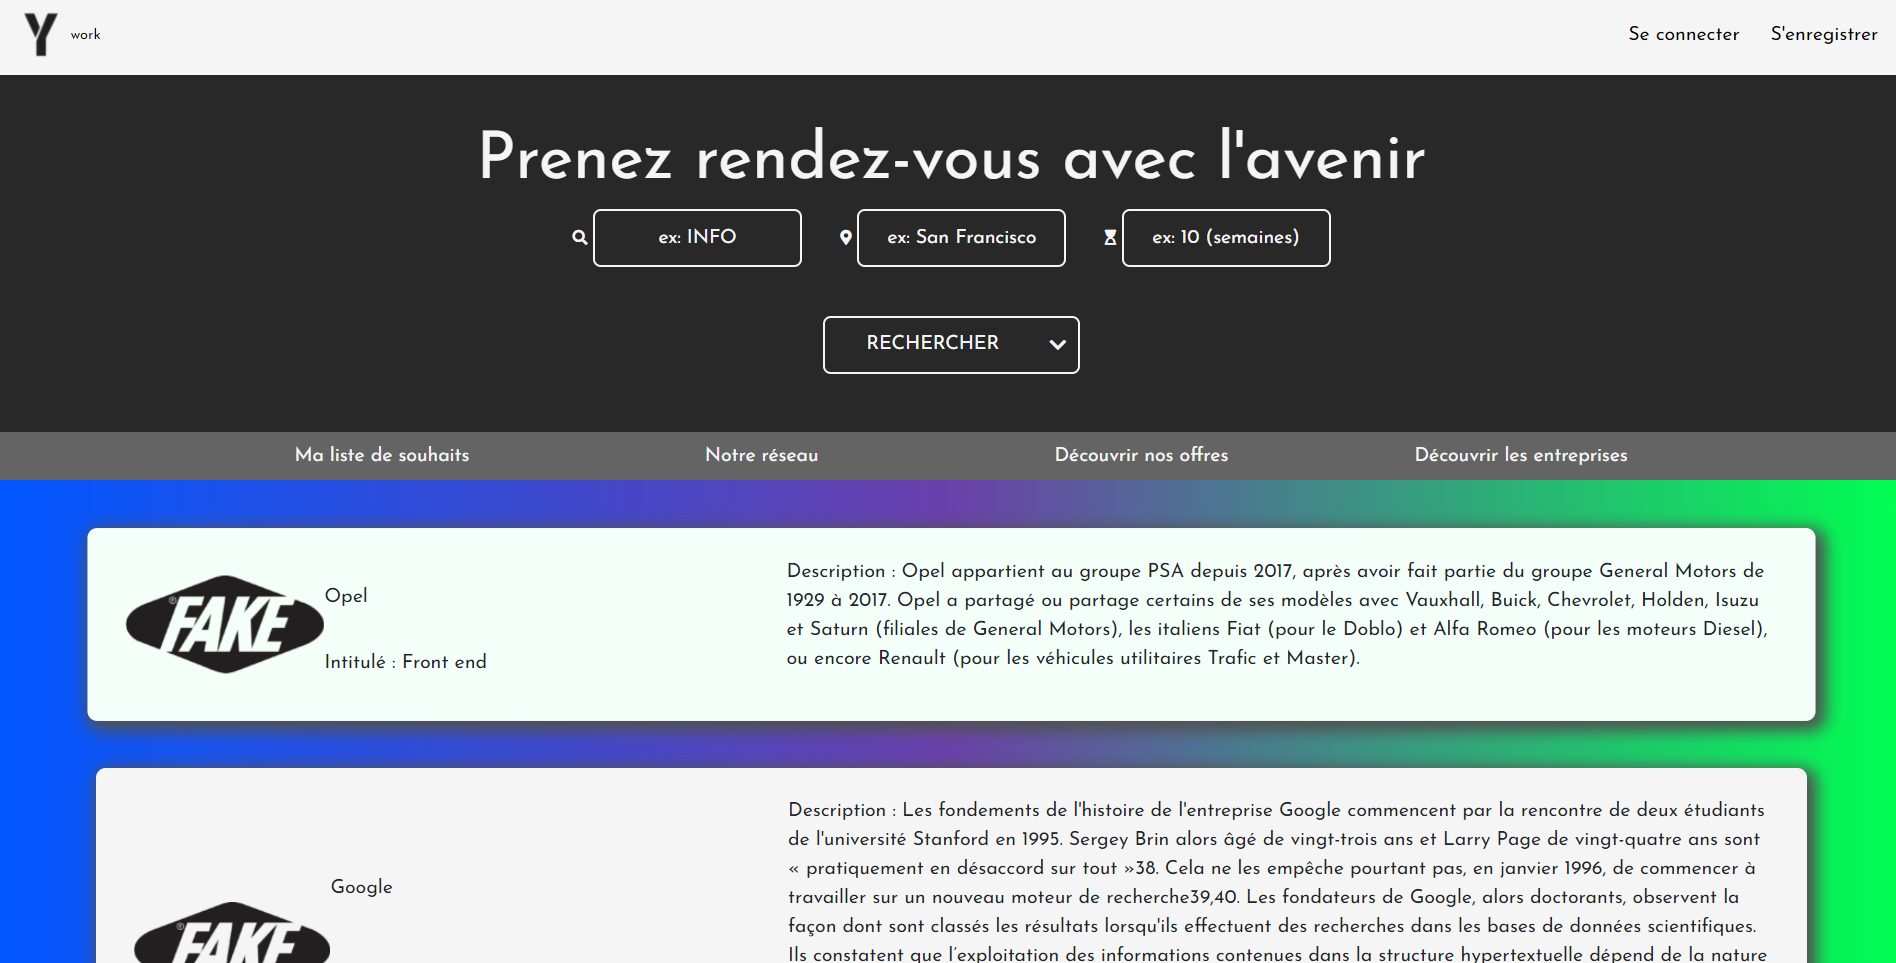 Y work
Se connecter
S'enregistrer
Prenez rendez-vous avec l'avenir
ex: INFO
ex: San Francisco
ex: 10 (semaines)
RECHERCHER
Ma liste de souhaits
Notre réseau
Découvrir nos offres
Découvrir les entreprises
® FAKE
Opel
Intitulé : Front end
Description : Opel appartient au groupe PSA depuis 2017, après avoir fait partie du groupe General Motors de
1929 à 2017. Opel a partagé ou partage certains de ses modèles avec Vauxhall, Buick, Chevrolet, Holden, Isuzu
et Saturn (filiales de General Motors), les italiens Fiat (pour le Doblo) et Alfa Romeo (pour les moteurs Diesel),
ou encore Renault (pour les véhicules utilitaires Trafic et Master).
® FAKE
Google
Description : Les fondements de l'histoire de l'entreprise Google commencent par la rencontre de deux étudiants
de l'université Stanford en 1995. Sergey Brin alors âgé de vingt-trois ans et Larry Page de vingt-quatre ans sont
« pratiquement en désaccord sur tout »38. Cela ne les empêche pourtant pas, en janvier 1996, de commencer à
travailler sur un nouveau moteur de recherche39,40. Les fondateurs de Google, alors doctorants, observent la
façon dont sont classés les résultats lorsqu'ils effectuent des recherches dans les bases de données scientifiques.
Ils constatent que l’exploitation des informations contenues dans la structure hypertextuelle dépend de la nature